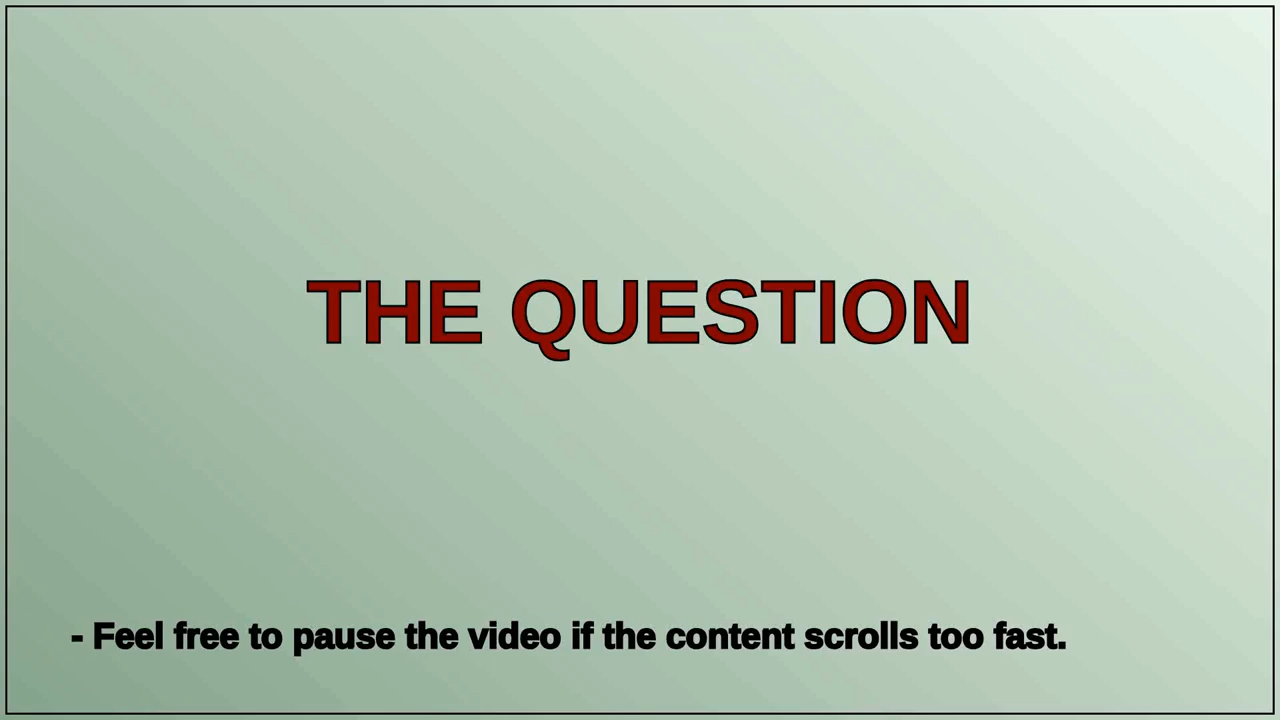 THE QUESTION
- Feel free to pause the video if the content scrolls too fast.